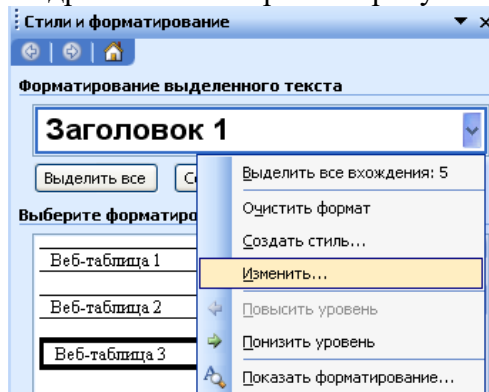 Стили и форматирование
Форматирование выделенного текста
Заголовок 1
Выделить все
Выделить все вхождения: 5
Очистить формат
Создать стиль...
Изменить...
Повысить уровень
Понизить уровень
Показать форматирование...
Выберите форматиро
Веб-таблица 1
Веб-таблица 2
Веб-таблица 3